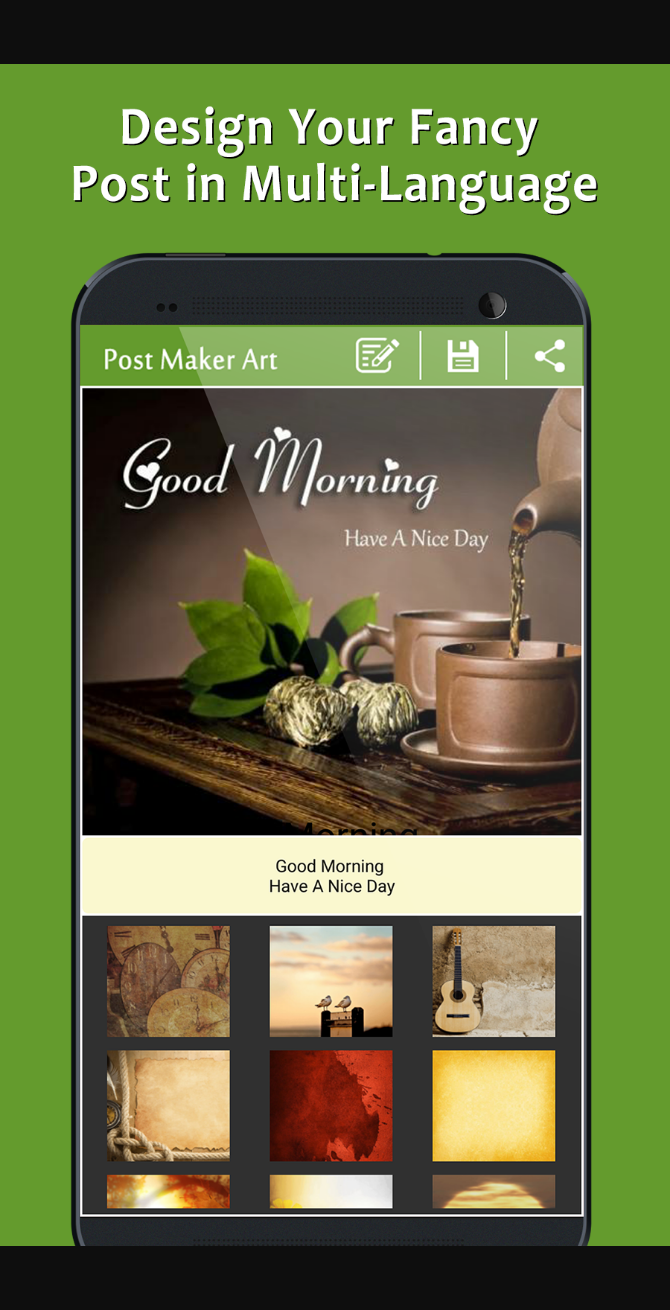 Design Your Fancy
Post in Multi-Language
Post Maker Art
Good Morning
Have A Nice Day
Morning
Good Morning
Have A Nice Day